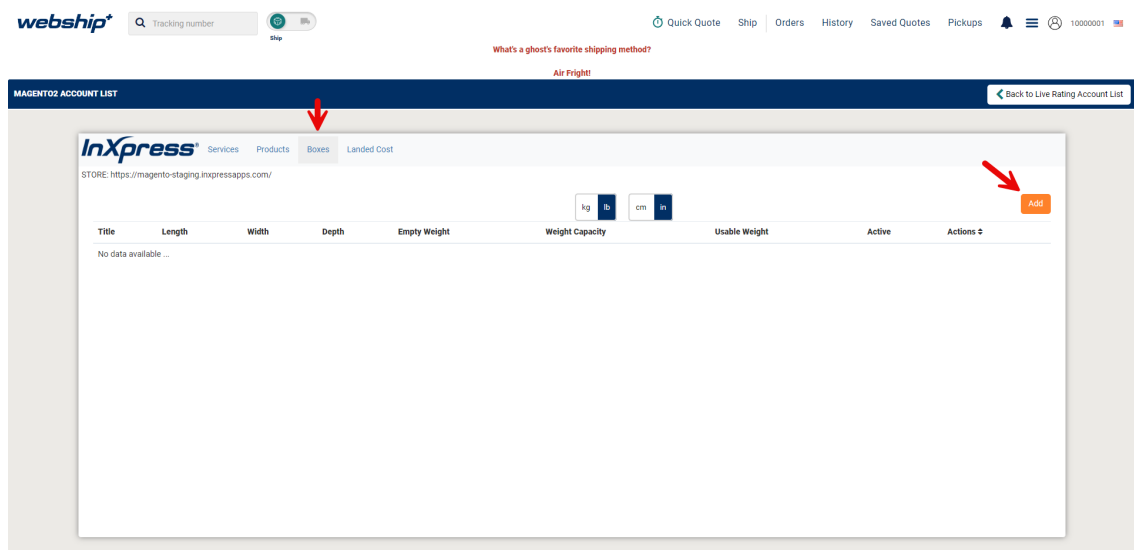 webship+ Tracking number Ship Quick Quote Ship Orders History Saved Quotes Pickups 10000001
What's a ghost's favorite shipping method?
Air Fright!
MAGENTO2 ACCOUNT LIST Back to Live Rating Account List
InXpress® Services Products Boxes Landed Cost
STORE: https://magento-staging.inxpressapps.com/
kg lb cm in Add
Title Length Width Depth Empty Weight Weight Capacity Usable Weight Active Actions
No data available ...